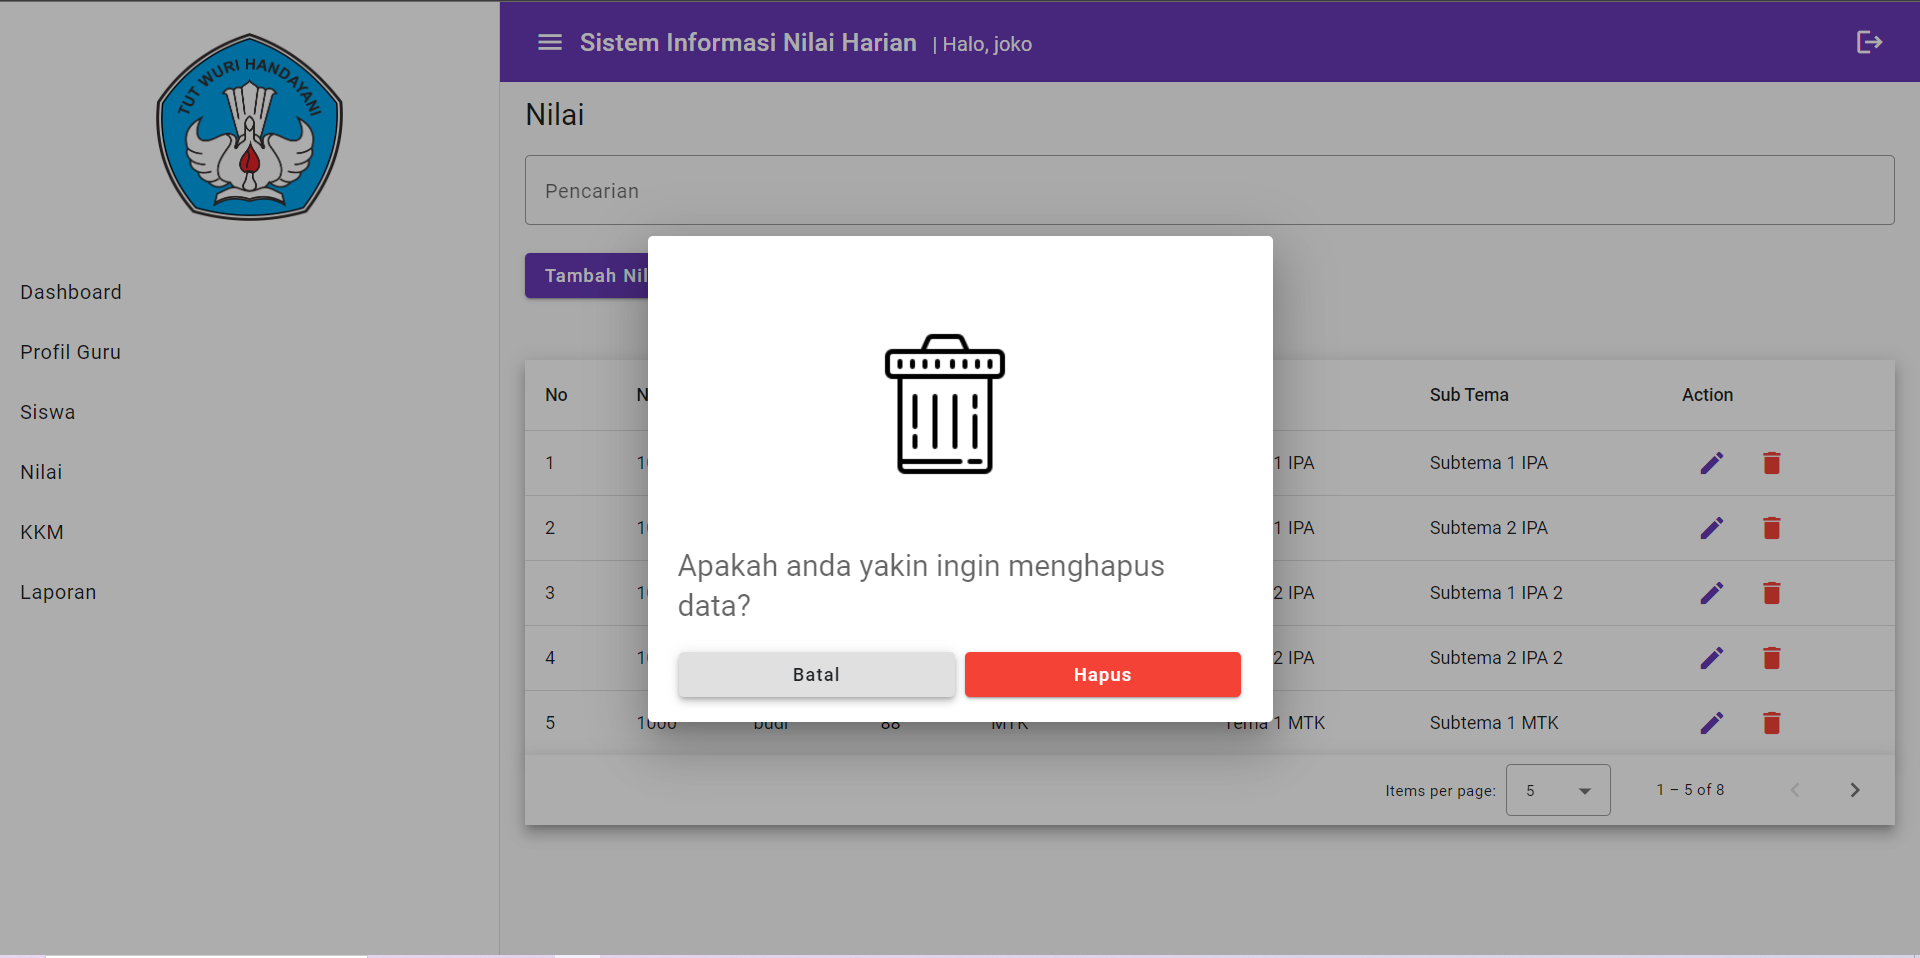 TUT WURI HANDAYANI
Sistem Informasi Nilai Harian | Halo, joko
Dashboard
Profil Guru
Siswa
Nilai
KKM
Laporan
Nilai
Pencarian
Tambah Nil
No N Sub Tema Action
1 1 IPA Subtema 1 IPA
2 1 IPA Subtema 2 IPA
3 2 IPA Subtema 1 IPA 2
4 2 IPA Subtema 2 IPA 2
5 1000 budi 88 MTK Tema 1 MTK Subtema 1 MTK
Apakah anda yakin ingin menghapus
data?
Batal Hapus
Items per page: 5 1 – 5 of 8